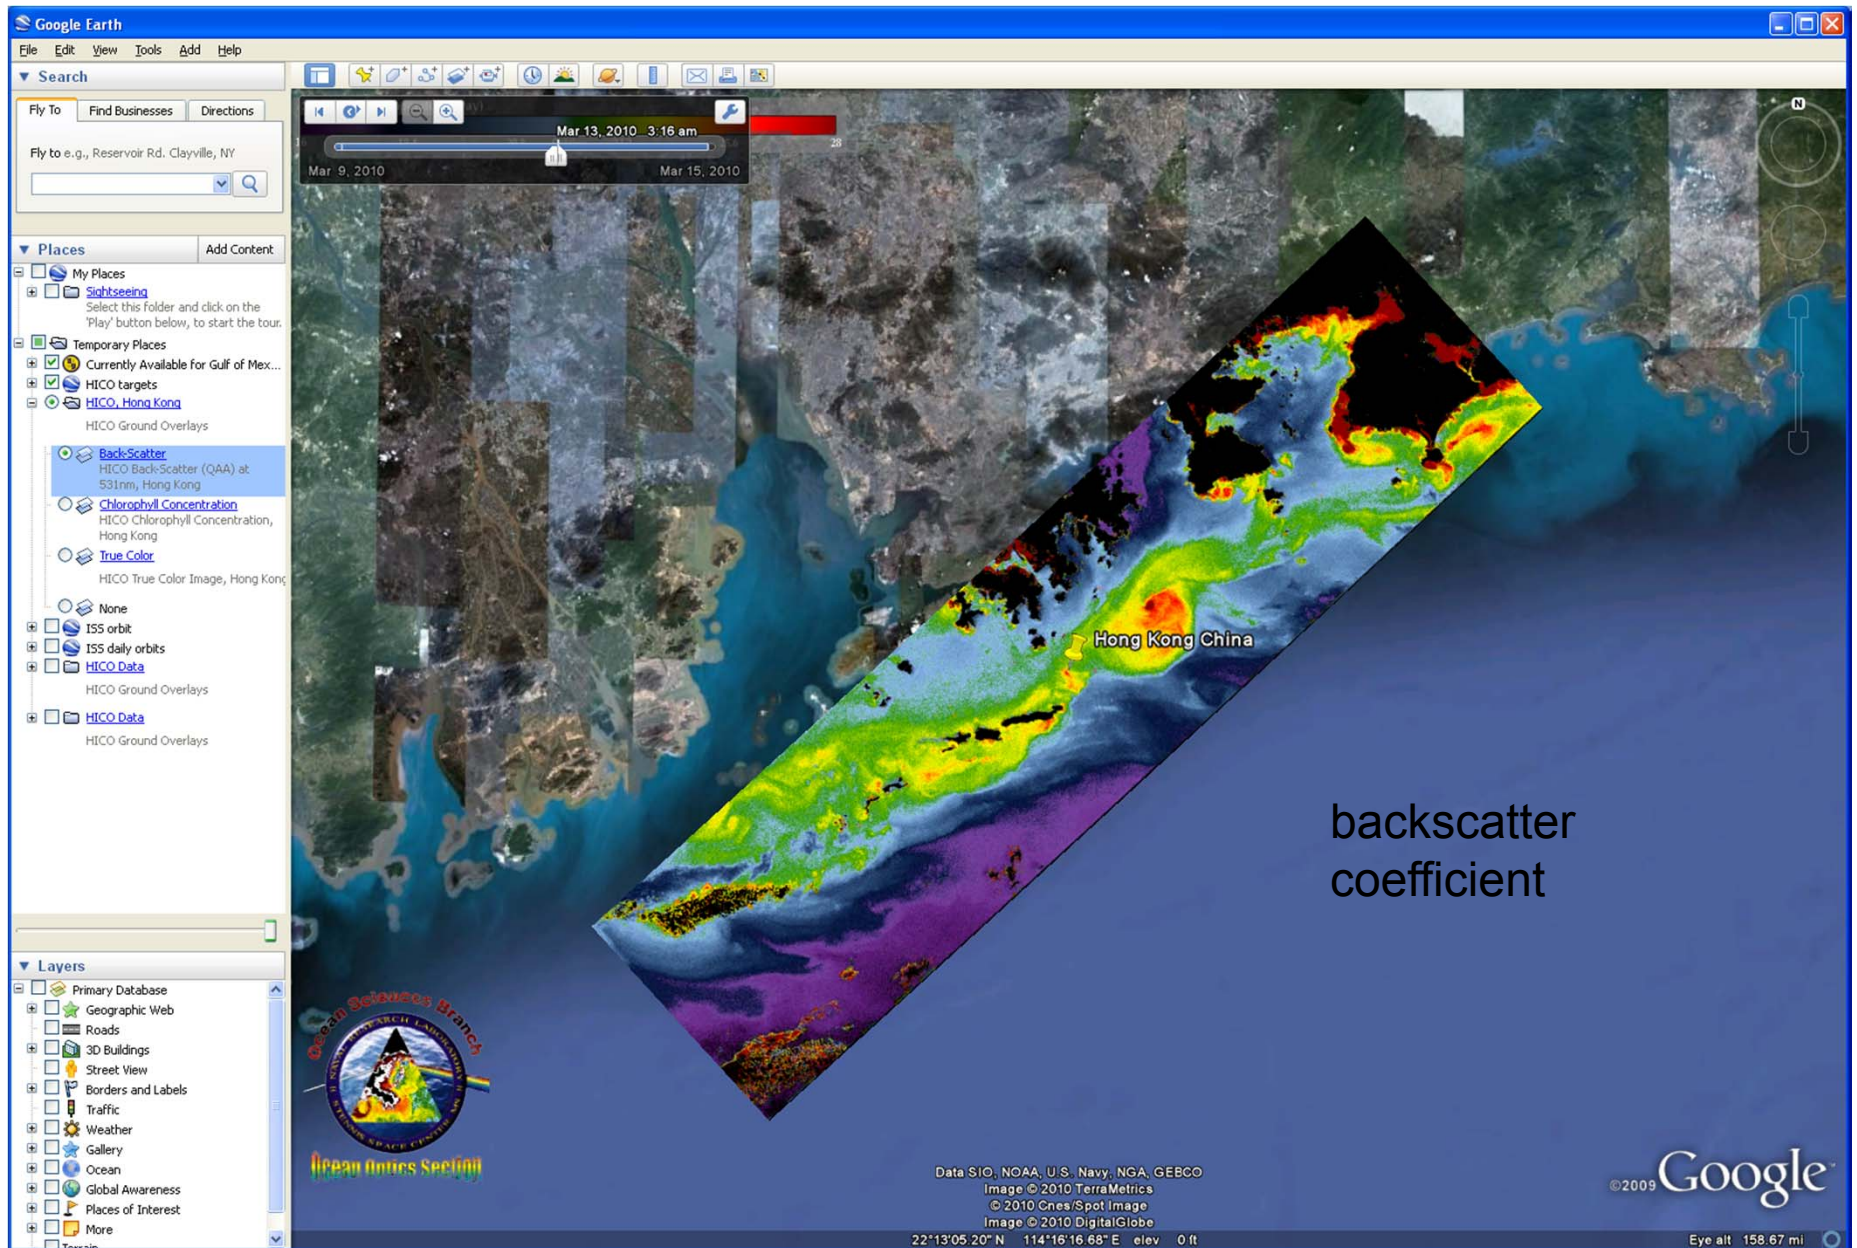 Google Earth
File Edit View Tools Add Help
Search
Fly To Find Businesses Directions
Fly to e.g., Reservoir Rd. Clayville, NY
Places Add Content
My Places
Sightseeing
Select this folder and click on the
'Play' button below, to start the tour.
Temporary Places
Currently Available for Gulf of Mex...
HICO targets
HICO, Hong Kong
HICO Ground Overlays
Back-Scatter
HICO Back-Scatter (QAA) at
531nm, Hong Kong
Chlorophyll Concentration
HICO Chlorophyll Concentration,
Hong Kong
True Color
HICO True Color Image, Hong Kong
None
ISS orbit
ISS daily orbits
HICO Data
HICO Ground Overlays
HICO Data
HICO Ground Overlays
Layers
Primary Database
Geographic Web
Roads
3D Buildings
Street View
Borders and Labels
Traffic
Weather
Gallery
Ocean
Global Awareness
Places of Interest
More
Terrain
Mar 13, 2010 3:16 am
28
Mar 9, 2010 Mar 15, 2010
N
Hong Kong China
backscatter
coefficient
Ocean Sciences Branch
NAVAL RESEARCH LABORATORY
STENNIS SPACE CENTER, MS
Ocean Optics Section
Data SIO, NOAA, U.S. Navy, NGA, GEBCO
Image © 2010 TerraMetrics
© 2010 Cnes/Spot Image
Image © 2010 DigitalGlobe
©2009 Google
22°13'05.20" N 114°16'16.68" E elev 0 ft
Eye alt 158.67 mi